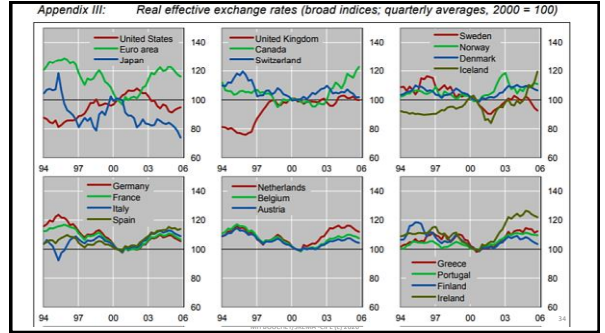 Appendix III: Real effective exchange rates (broad indices; quarterly averages, 2000 = 100)
United States
Euro area
Japan
140
120
100
80
60
94 97 00 03 06
United Kingdom
Canada
Switzerland
140
120
100
80
60
94 97 00 03 06
Sweden
Norway
Denmark
Iceland
140
120
100
80
60
94 97 00 03 06
Germany
France
Italy
Spain
140
120
100
80
60
94 97 00 03 06
Netherlands
Belgium
Austria
140
120
100
80
60
94 97 00 03 06
Greece
Portugal
Finland
Ireland
140
120
100
80
60
94 97 00 03 06
34